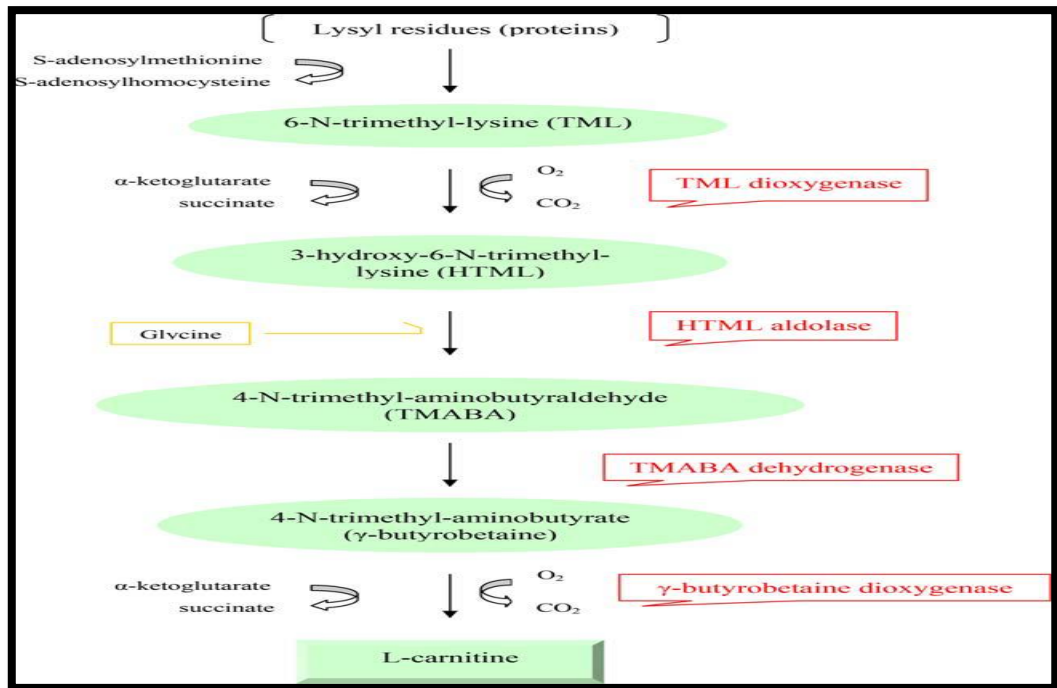 Lysyl residues (proteins)
S-adenosylmethionine
S-adenosylhomocysteine
6-N-trimethyl-lysine (TML)
α-ketoglutarate
succinate
O₂
CO₂
TML dioxygenase
3-hydroxy-6-N-trimethyl-
lysine (HTML)
Glycine
HTML aldolase
4-N-trimethyl-aminobutyraldehyde
(TMABA)
TMABA dehydrogenase
4-N-trimethyl-aminobutyrate
(γ-butyrobetaine)
α-ketoglutarate
succinate
O₂
CO₂
γ-butyrobetaine dioxygenase
L-carnitine